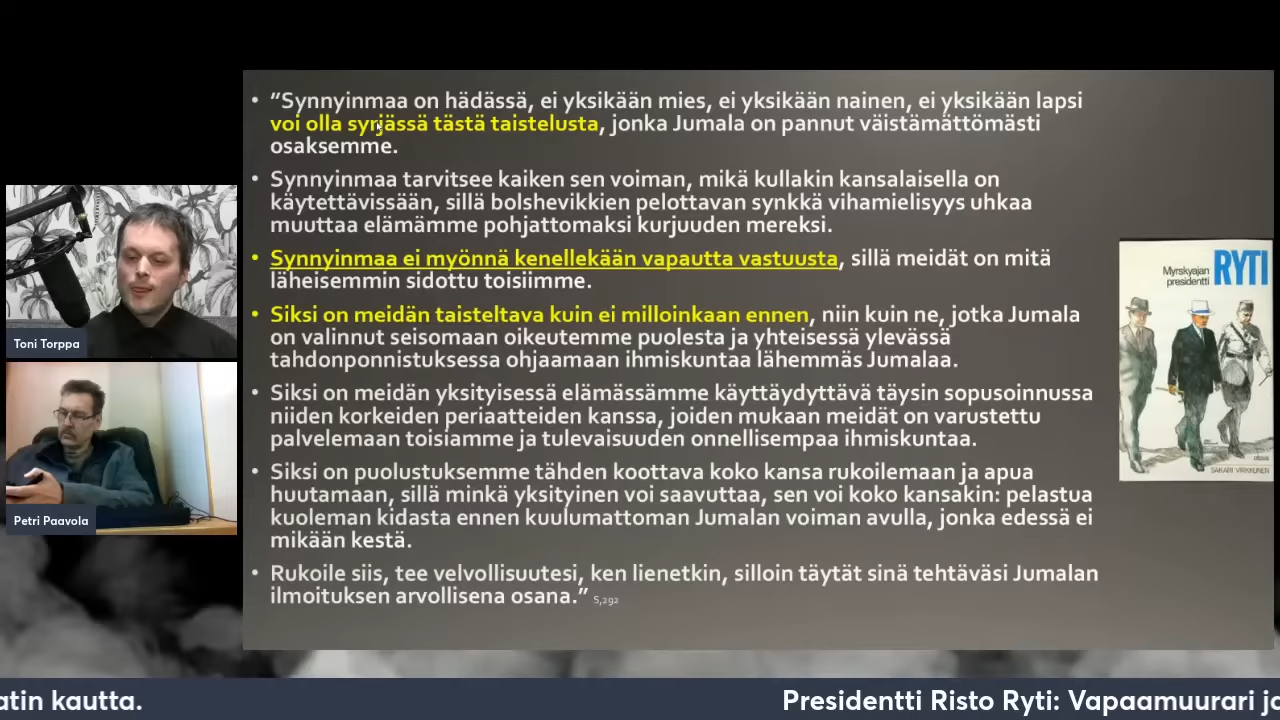 • ”Synnyinmaa on hädässä, ei yksikään mies, ei yksikään nainen, ei yksikään lapsi
voi olla syrjässä tästä taistelusta, jonka Jumala on pannut väistämättömästi
osaksemme.
• Synnyinmaa tarvitsee kaiken sen voiman, mikä kullakin kansalaisella on
käytettävissään, sillä bolshevikkien pelottavan synkkä vihamielisyys uhkaa
muuttaa elämämme pohjattomaksi kurjuuden mereksi.
• Synnyinmaa ei myönnä kenellekään vapautta vastuusta, sillä meidät on mitä
läheisemmin sidottu toisiimme.
• Siksi on meidän taisteltava kuin ei milloinkaan ennen, niin kuin ne, jotka Jumala
on valinnut seisomaan oikeutemme puolesta ja yhteisessä ylevässä
tahdonponnistuksessa ohjaamaan ihmiskuntaa lähemmäs Jumalaa.
• Siksi on meidän yksityisessä elämässämme käyttäydyttävä täysin sopusoinnussa
niiden korkeiden periaatteiden kanssa, joiden mukaan meidät on varustettu
palvelemaan toisiamme ja tulevaisuuden onnellisempaa ihmiskuntaa.
• Siksi on puolustuksemme tähden koottava koko kansa rukoilemaan ja apua
huutamaan, sillä minkä yksityinen voi saavuttaa, sen voi koko kansakin: pelastua
kuoleman kidasta ennen kuulumattoman Jumalan voiman avulla, jonka edessä ei
mikään kestä.
• Rukoile siis, tee velvollisuutesi, ken lienetkin, silloin täytät sinä tehtäväsi Jumalan
ilmoituksen arvollisena osana.” 5,292
Myrskyajan
presidentti
RYTI
otava
SAKARI VIRKKUNEN
Toni Torppa
Petri Paavola
atin kautta.
Presidentti Risto Ryti: Vapaamuurari jo